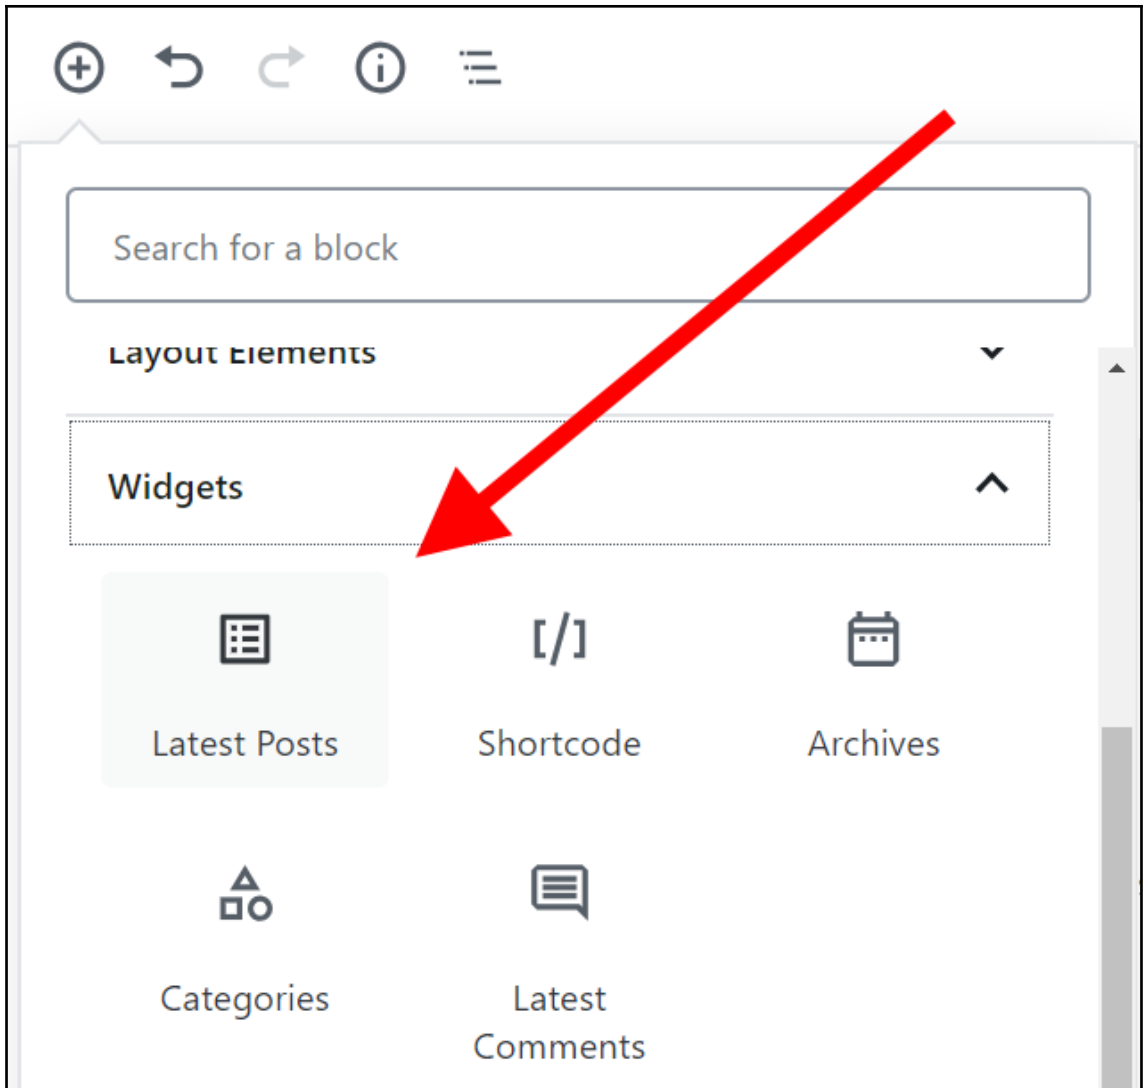 Search for a block
Layout Elements
Widgets
Latest Posts
Shortcode
Archives
Categories
Latest
Comments